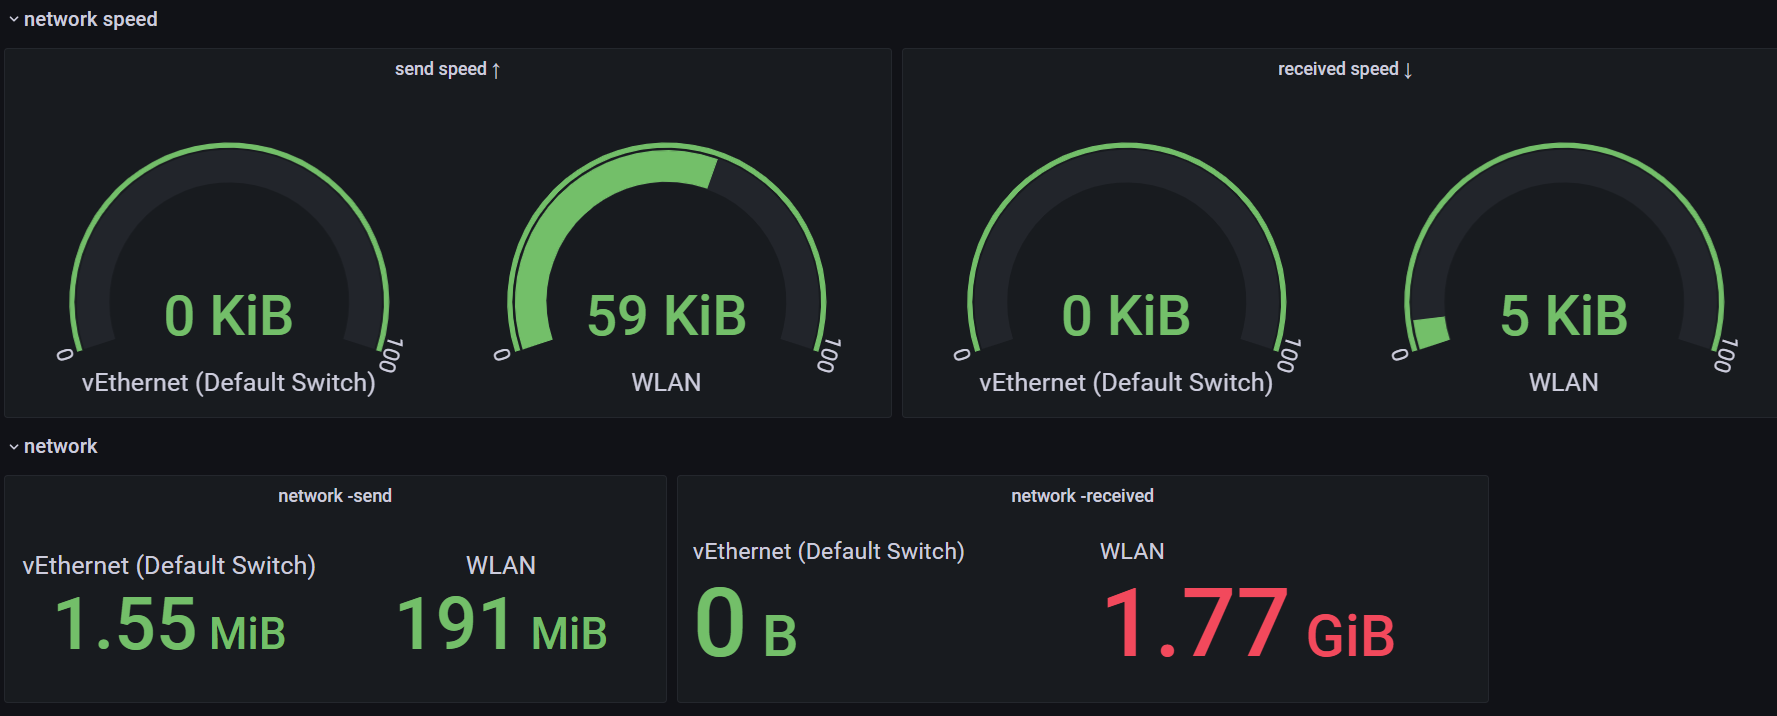 network speed
send speed ↑
received speed ↓
0 KiB
59 KiB
0 KiB
5 KiB
0
100
0
100
0
100
0
100
vEthernet (Default Switch)
WLAN
vEthernet (Default Switch)
WLAN
network
network -send
network -received
vEthernet (Default Switch)
WLAN
1.55 MiB
191 MiB
vEthernet (Default Switch)
WLAN
0 B
1.77 GiB